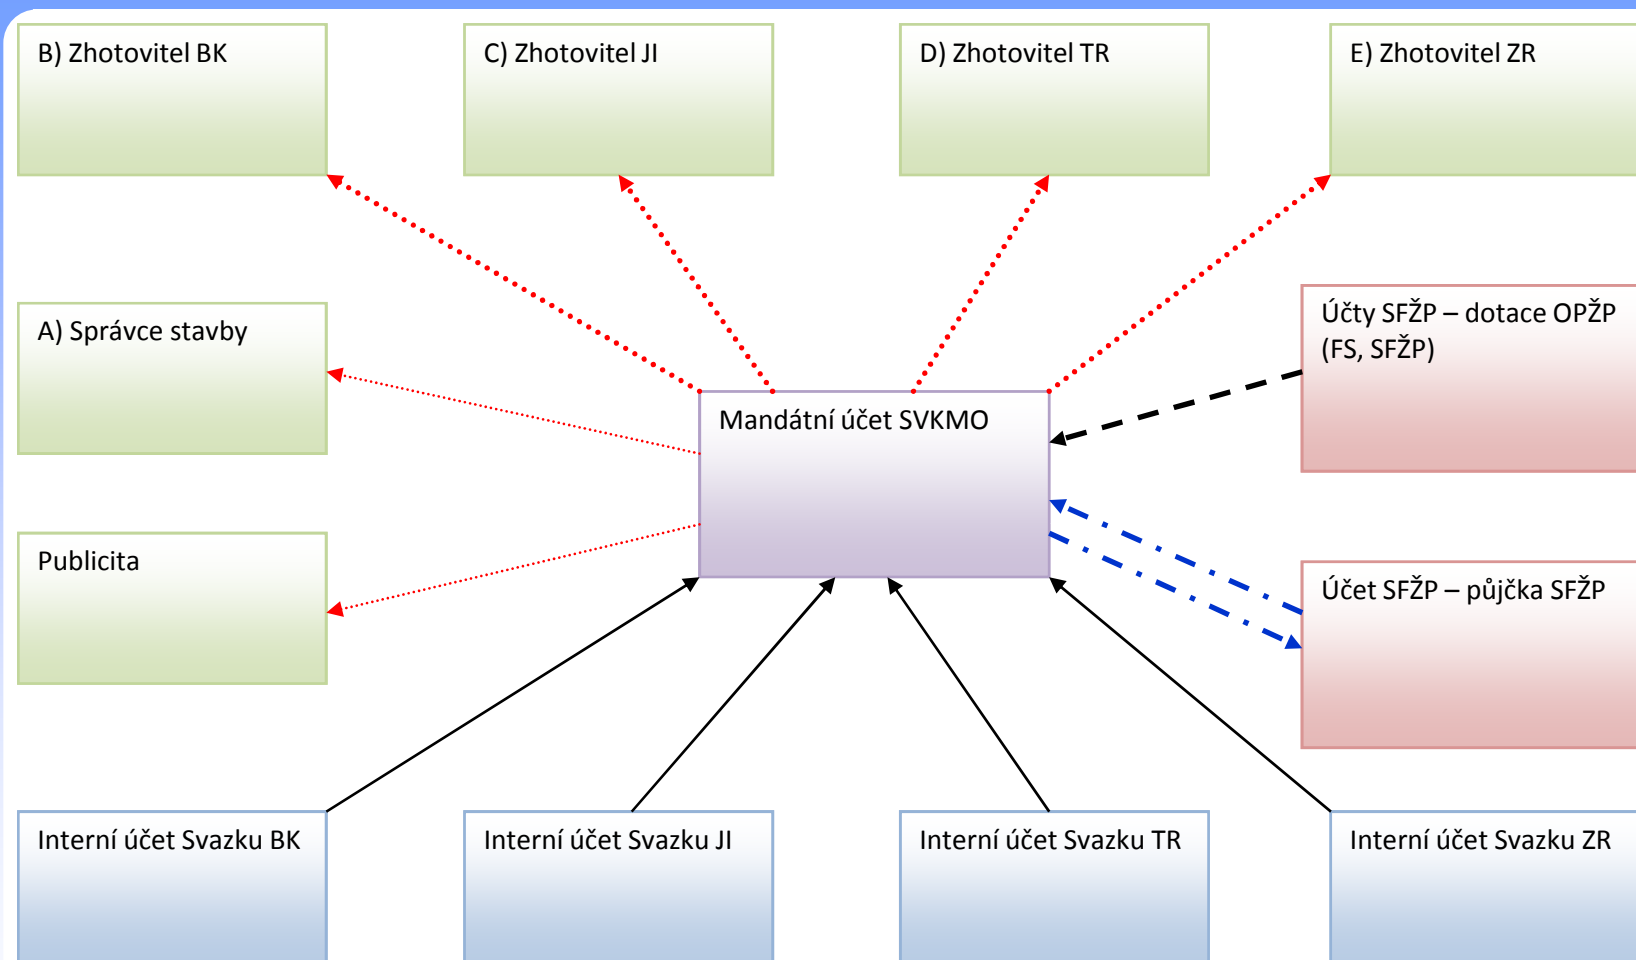 B) Zhotovitel BK
C) Zhotovitel JI
D) Zhotovitel TR
E) Zhotovitel ZR
A) Správce stavby
Účty SFŽP – dotace OPŽP
(FS, SFŽP)
Mandátní účet SVKMO
Publicita
Účet SFŽP – půjčka SFŽP
Interní účet Svazku BK
Interní účet Svazku JI
Interní účet Svazku TR
Interní účet Svazku ZR